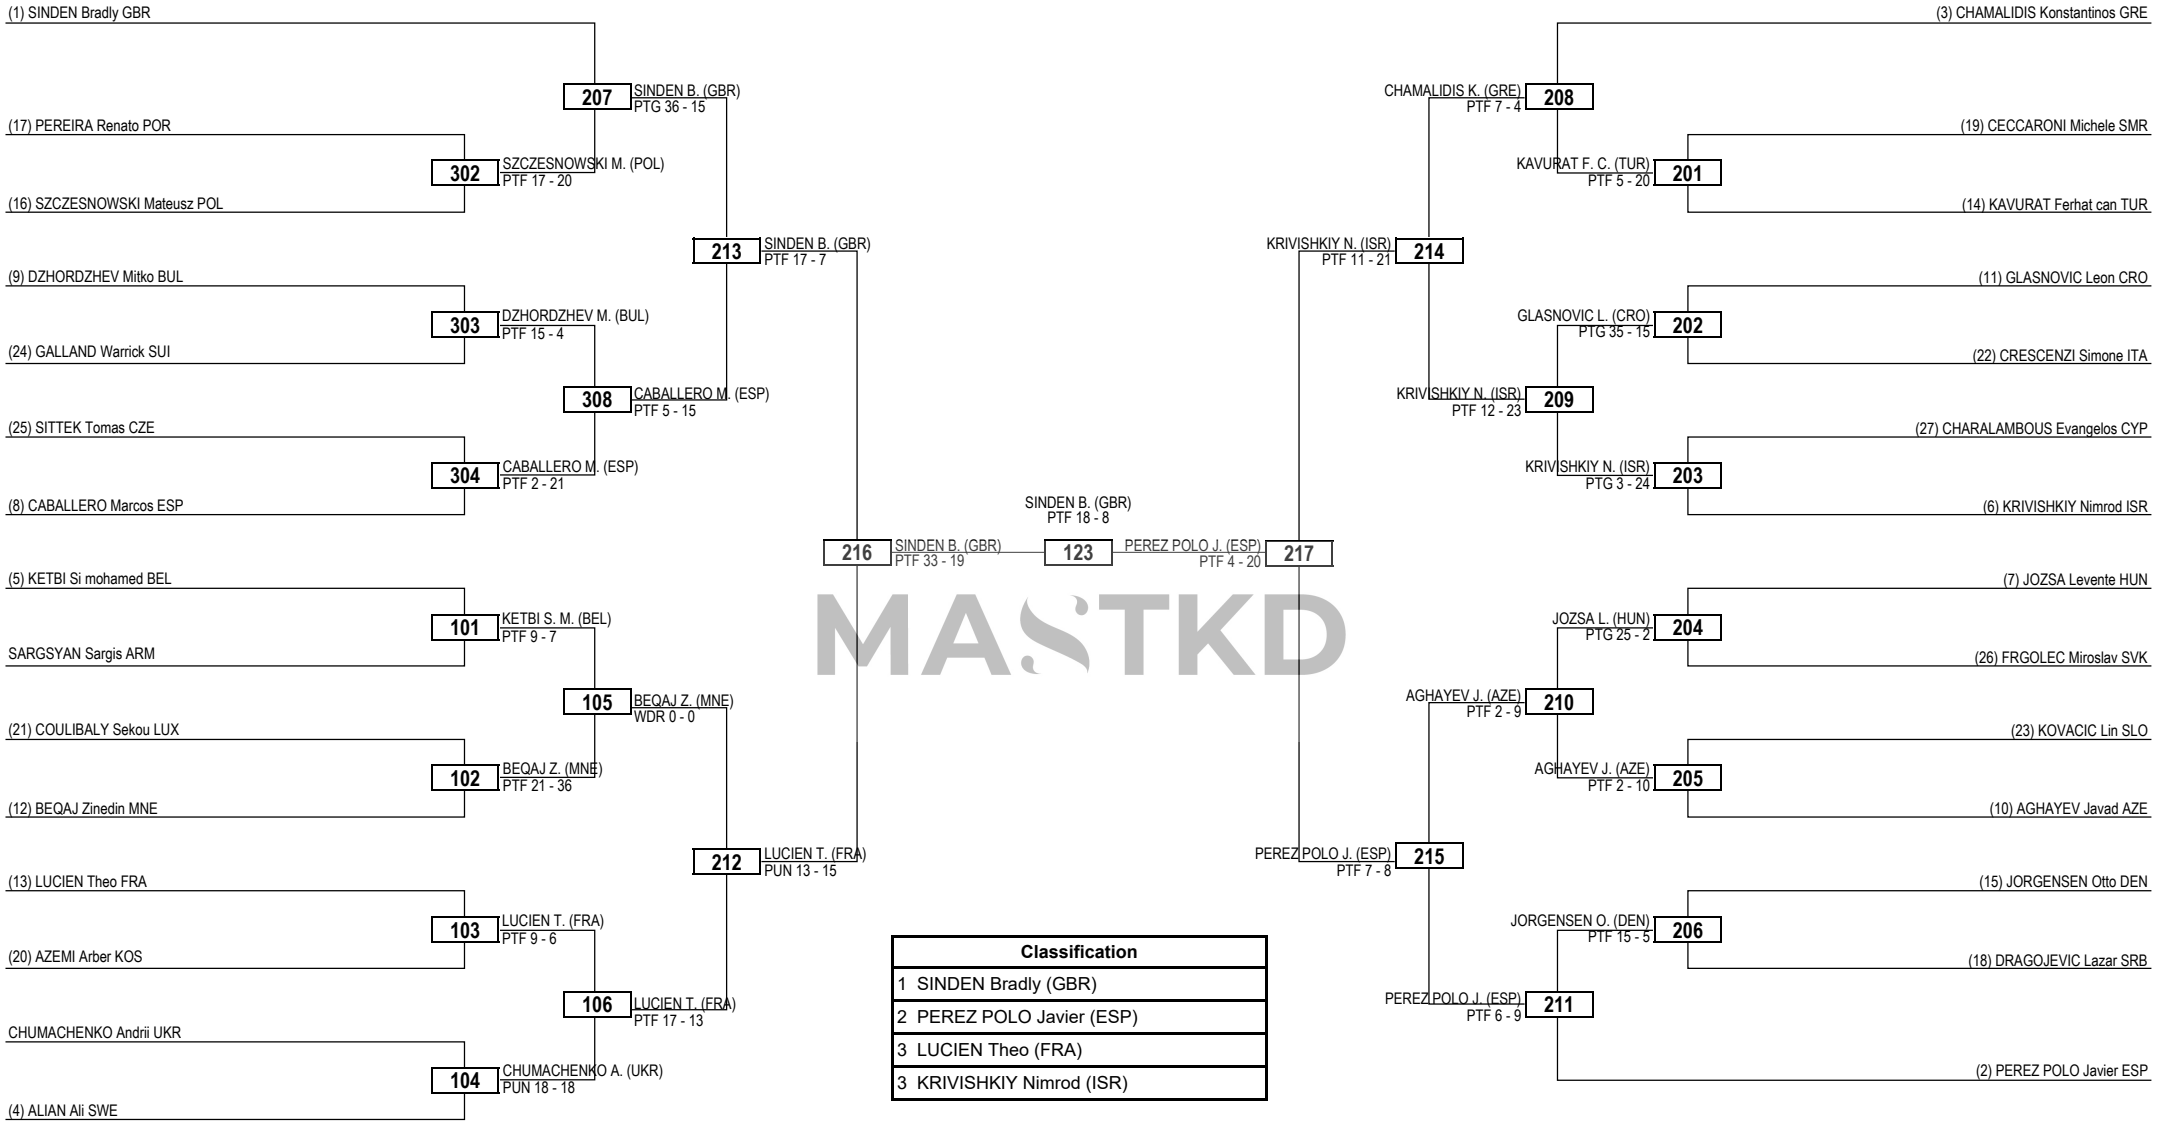 (1) SINDEN Bradly GBR
(17) PEREIRA Renato POR
(16) SZCZESNOWSKI Mateusz POL
(9) DZHORDZHEV Mitko BUL
(24) GALLAND Warrick SUI
(25) SITTEK Tomas CZE
(8) CABALLERO Marcos ESP
(5) KETBI Si mohamed BEL
SARGSYAN Sargis ARM
(21) COULIBALY Sekou LUX
(12) BEQAJ Zinedin MNE
(13) LUCIEN Theo FRA
(20) AZEMI Arber KOS
CHUMACHENKO Andrii UKR
(4) ALIAN Ali SWE
302
SZCZESNOWSKI M. (POL)
PTF 17 - 20
303
DZHORDZHEV M. (BUL)
PTF 15 - 4
304
CABALLERO M. (ESP)
PTF 2 - 21
101
KETBI S. M. (BEL)
PTF 9 - 7
102
BEQAJ Z. (MNE)
PTF 21 - 36
103
LUCIEN T. (FRA)
PTF 9 - 6
104
CHUMACHENKO A. (UKR)
PUN 18 - 18
207
SINDEN B. (GBR)
PTG 36 - 15
308
CABALLERO M. (ESP)
PTF 5 - 15
105
BEQAJ Z. (MNE)
WDR 0 - 0
106
LUCIEN T. (FRA)
PTF 17 - 13
213
SINDEN B. (GBR)
PTF 17 - 7
212
LUCIEN T. (FRA)
PUN 13 - 15
216
SINDEN B. (GBR)
PTF 33 - 19
SINDEN B. (GBR)
PTF 18 - 8
123
PEREZ POLO J. (ESP)
PTF 4 - 20
217
MASTKD
KRIVISHKIY N. (ISR)
PTF 11 - 21
214
PEREZ POLO J. (ESP)
PTF 7 - 8
215
CHAMALIDIS K. (GRE)
PTF 7 - 4
208
KRIVISHKIY N. (ISR)
PTF 12 - 23
209
AGHAYEV J. (AZE)
PTF 2 - 9
210
PEREZ POLO J. (ESP)
PTF 6 - 9
211
KAVURAT F. C. (TUR)
PTF 5 - 20
201
GLASNOVIC L. (CRO)
PTG 35 - 15
202
KRIVISHKIY N. (ISR)
PTG 3 - 24
203
JOZSA L. (HUN)
PTG 25 - 2
204
AGHAYEV J. (AZE)
PTF 2 - 10
205
JORGENSEN O. (DEN)
PTF 15 - 5
206
(3) CHAMALIDIS Konstantinos GRE
(19) CECCARONI Michele SMR
(14) KAVURAT Ferhat can TUR
(11) GLASNOVIC Leon CRO
(22) CRESCENZI Simone ITA
(27) CHARALAMBOUS Evangelos CYP
(6) KRIVISHKIY Nimrod ISR
(7) JOZSA Levente HUN
(26) FRGOLEC Miroslav SVK
(23) KOVACIC Lin SLO
(10) AGHAYEV Javad AZE
(15) JORGENSEN Otto DEN
(18) DRAGOJEVIC Lazar SRB
(2) PEREZ POLO Javier ESP
Classification
1 SINDEN Bradly (GBR)
2 PEREZ POLO Javier (ESP)
3 LUCIEN Theo (FRA)
3 KRIVISHKIY Nimrod (ISR)